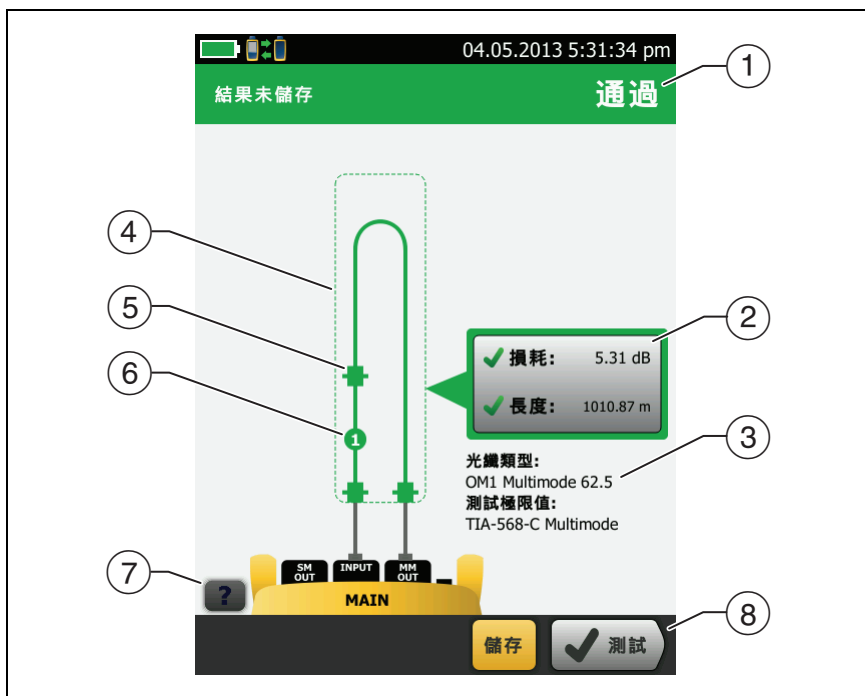 04.05.2013 5:31:34 pm
結果未儲存 通過
1
4
5
6
2
損耗: 5.31 dB
長度: 1010.87 m
3
1
光纖類型:
OM1 Multimode 62.5
測試極限值:
TIA-568-C Multimode
7
?
SM OUT
INPUT
MM OUT
MAIN
儲存
測試
8